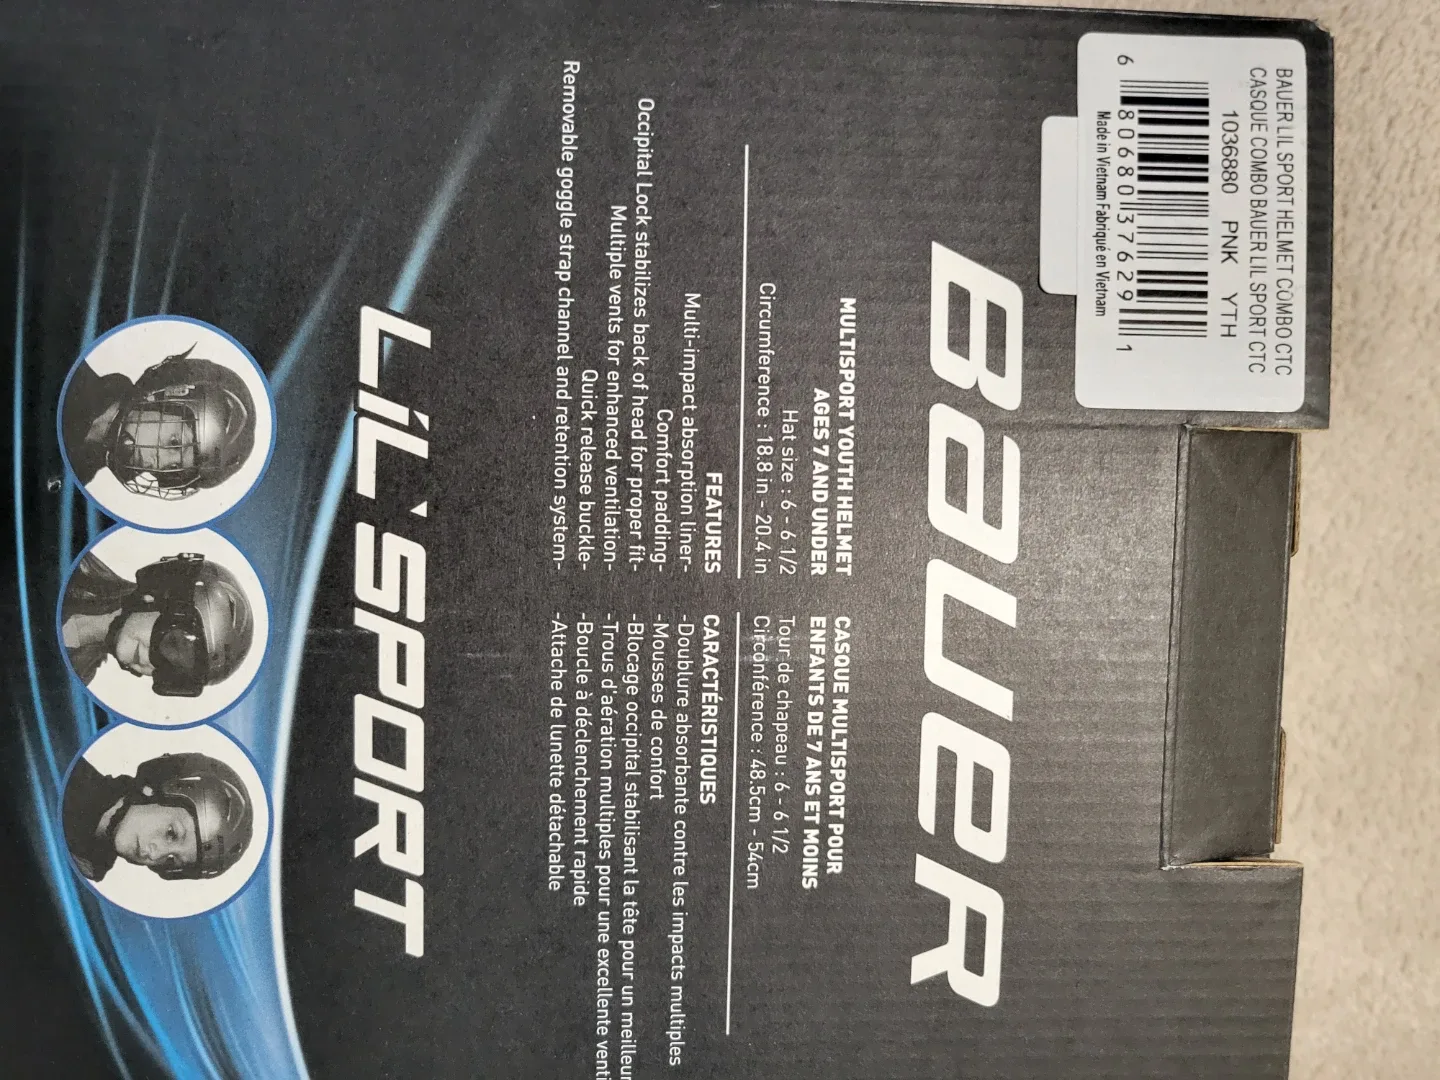 BAUER LIL SPORT HELMET COMBO CTC
CASQUE COMBO BAUER LIL SPORT CTC
1036880 PNK YTH
6 80680 37629 1
Made in Vietnam Fabriqué en Vietnam
BAUER
MULTISPORT YOUTH HELMET
AGES 7 AND UNDER
Hat size : 6 - 6 1/2
Circumference : 18.8 in - 20.4 in
FEATURES
Multi-impact absorption liner-
Comfort padding-
Occipital Lock stabilizes back of head for proper fit-
Multiple vents for enhanced ventilation-
Quick release buckle-
Removable goggle strap channel and retention system-
CASQUE MULTISPORT POUR
ENFANTS DE 7 ANS ET MOINS
Tour de chapeau : 6 - 6 1/2
Circonférence : 48.5cm - 54cm
CARACTÉRISTIQUES
-Doublure absorbante contre les impacts multiples
-Mousses de confort
-Blocage occipital stabilisant la tête pour un meilleur
-Trous d'aération multiples pour une excellente venti
-Boucle à déclenchement rapide
-Attache de lunette détachable
LIL' SPORT